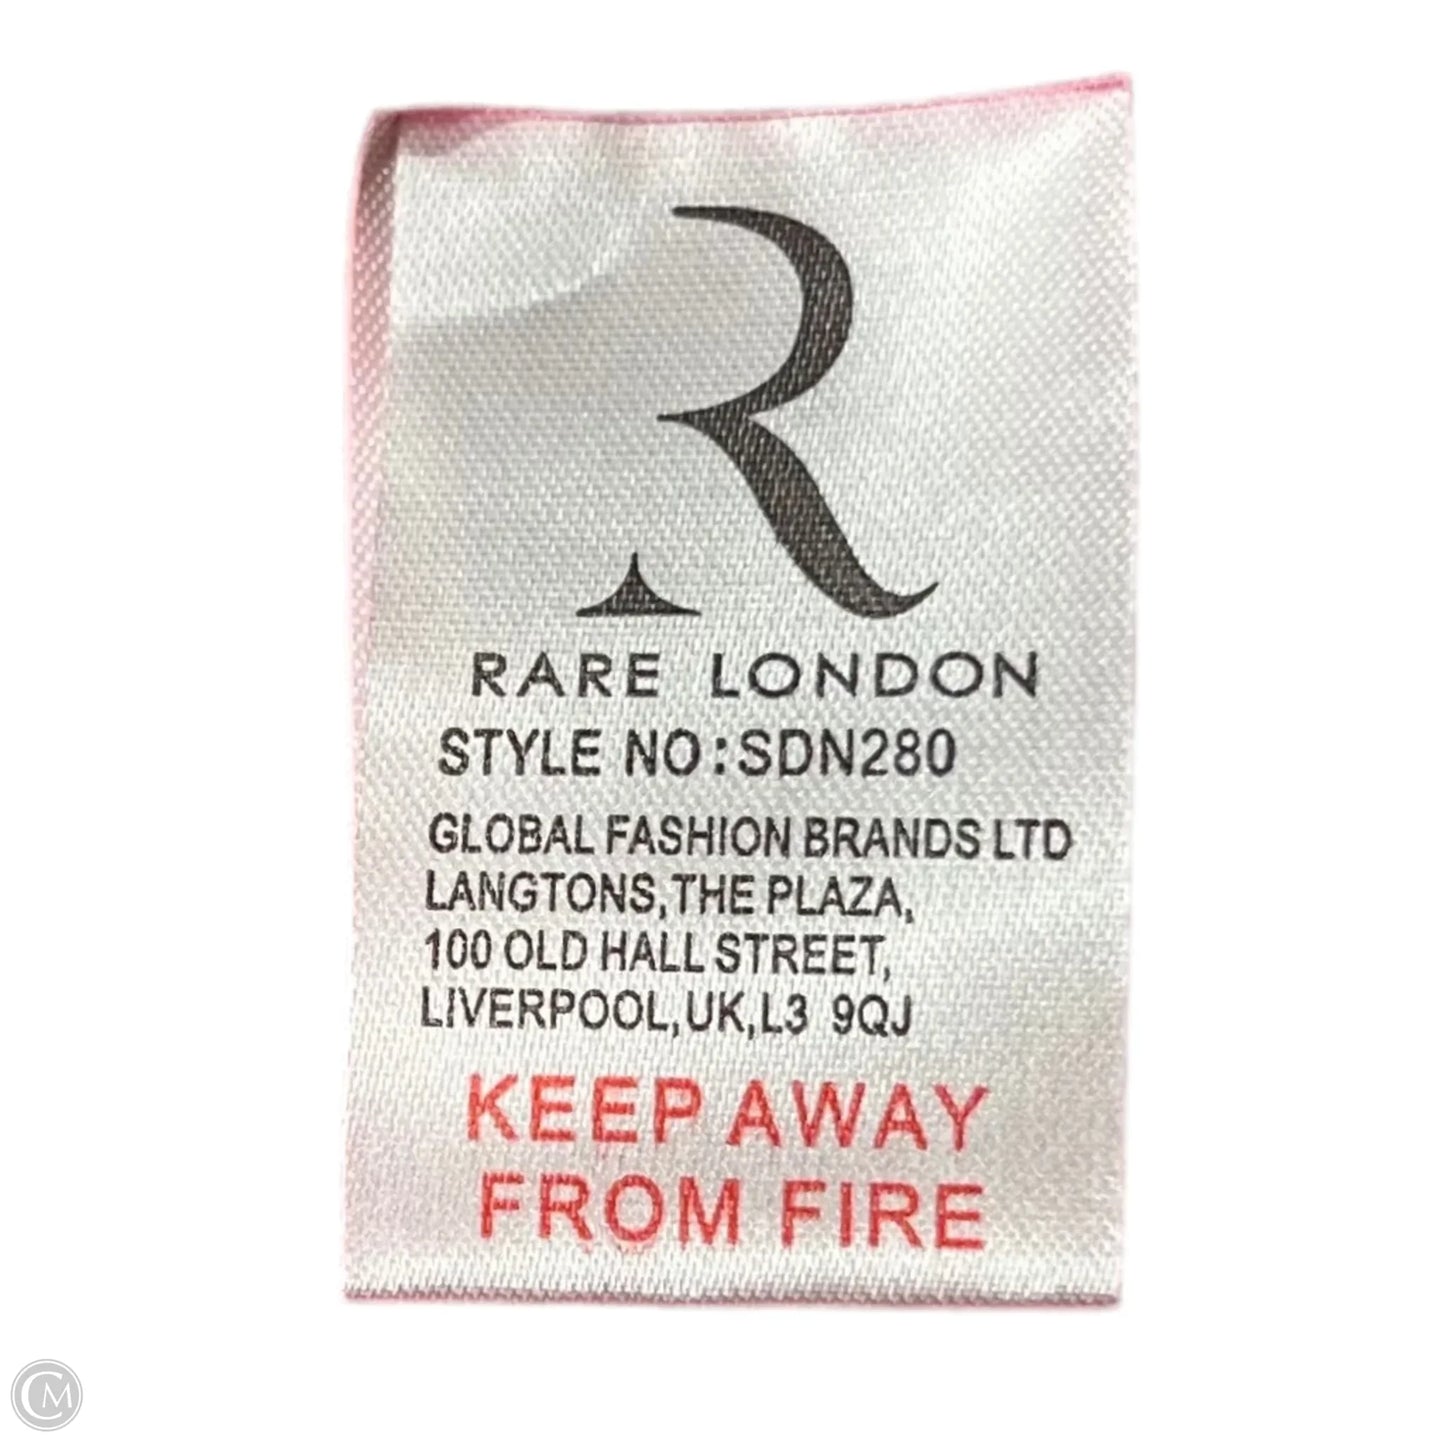 R
RARE LONDON
STYLE NO:SDN280
GLOBAL FASHION BRANDS LTD
LANGTONS,THE PLAZA,
100 OLD HALL STREET,
LIVERPOOL,UK,L3 9QJ
KEEP AWAY
FROM FIRE
CM